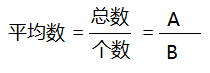 平均数 = 总数/个数 = A/B